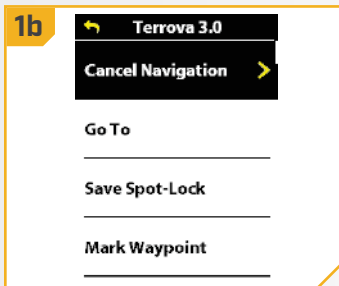 1b
Terrova 3.0
Cancel Navigation
Go To
Save Spot-Lock
Mark Waypoint